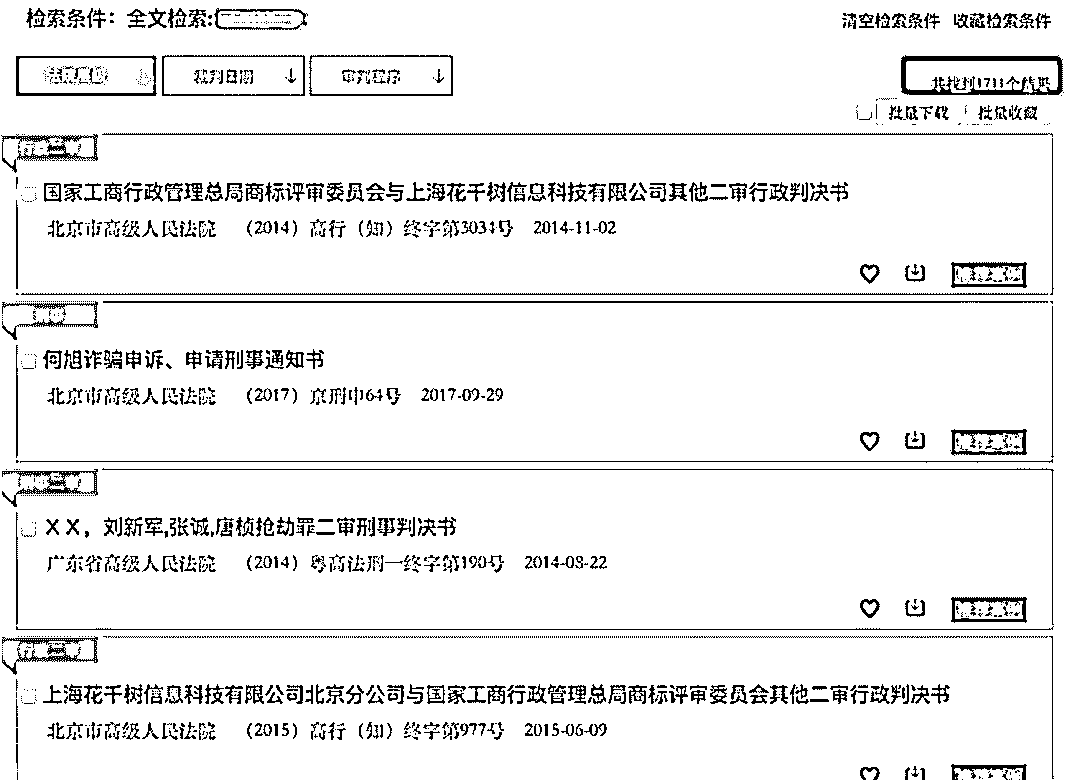 检索条件：全文检索:
清空检索条件 收藏检索条件
法院层级 裁判日期 ↓ 审判程序 ↓
共找到1711个结果
批量下载 批量收藏
国家工商行政管理总局商标评审委员会与上海花千树信息科技有限公司其他二审行政判决书
北京市高级人民法院 （2014）高行（知）终字第3034号 2014-11-02
何旭诈骗申诉、申请刑事通知书
北京市高级人民法院 （2017）京刑申64号 2017-09-29
X X，刘新军,张诚,唐桢抢劫罪二审刑事判决书
广东省高级人民法院 （2014）粤高法刑一终字第190号 2014-08-22
上海花千树信息科技有限公司北京分公司与国家工商行政管理总局商标评审委员会其他二审行政判决书
北京市高级人民法院 （2015）高行（知）终字第977号 2015-06-09